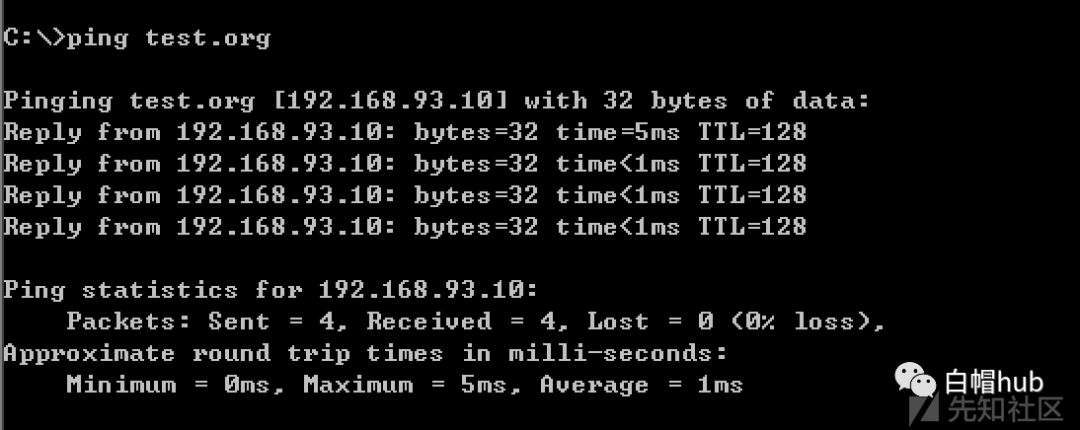 C:\>ping test.org
Pinging test.org [192.168.93.10] with 32 bytes of data:
Reply from 192.168.93.10: bytes=32 time=5ms TTL=128
Reply from 192.168.93.10: bytes=32 time<1ms TTL=128
Reply from 192.168.93.10: bytes=32 time<1ms TTL=128
Reply from 192.168.93.10: bytes=32 time<1ms TTL=128
Ping statistics for 192.168.93.10:
Packets: Sent = 4, Received = 4, Lost = 0 (0% loss),
Approximate round trip times in milli-seconds:
Minimum = 0ms, Maximum = 5ms, Average = 1ms
白帽hub
先知社区